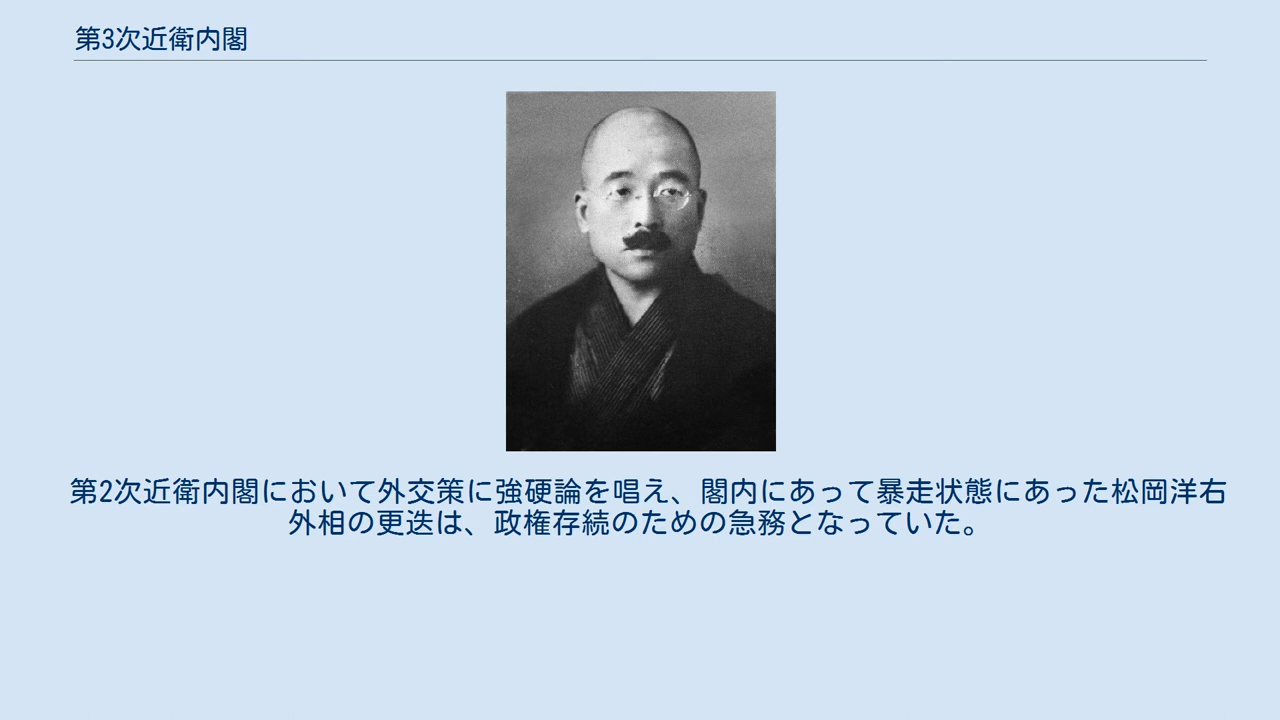 第3次近衛内閣
第2次近衛内閣において外交策に強硬論を唱え、閣内にあって暴走状態にあった松岡洋右
外相の更迭は、政権存続のための急務となっていた。